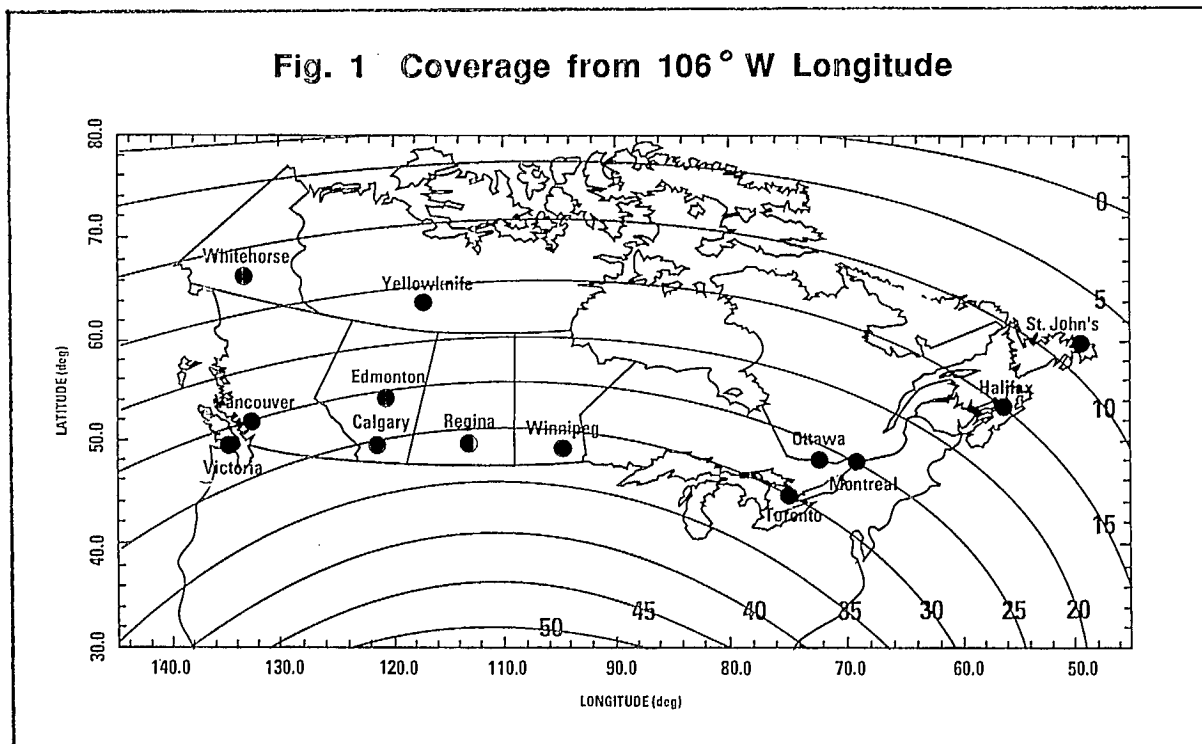 Fig. 1 Coverage from 106° W Longitude
80.0
70.0
60.0
50.0
40.0
30.0
LATITUDE (deg)
0
5
10
15
20
25
30
35
40
45
50
Whitehorse
Yellowknife
St. John's
Edmonton
Halifax
Vancouver
Calgary
Regina
Winnipeg
Ottawa
Victoria
Montreal
Toronto
140.0 130.0 120.0 110.0 90.0 80.0 70.0 60.0 50.0
LONGITUDE (deg)